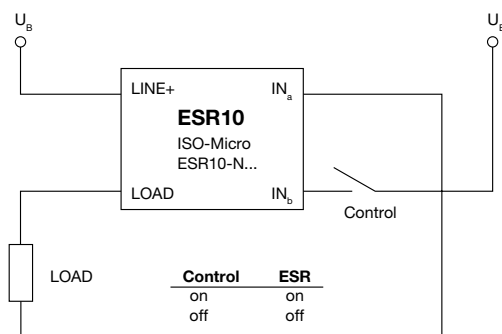 U_B U_B
LINE+ IN_a
ESR10
ISO-Micro
ESR10-N...
LOAD IN_b
Control
LOAD
Control ESR
on on
off off